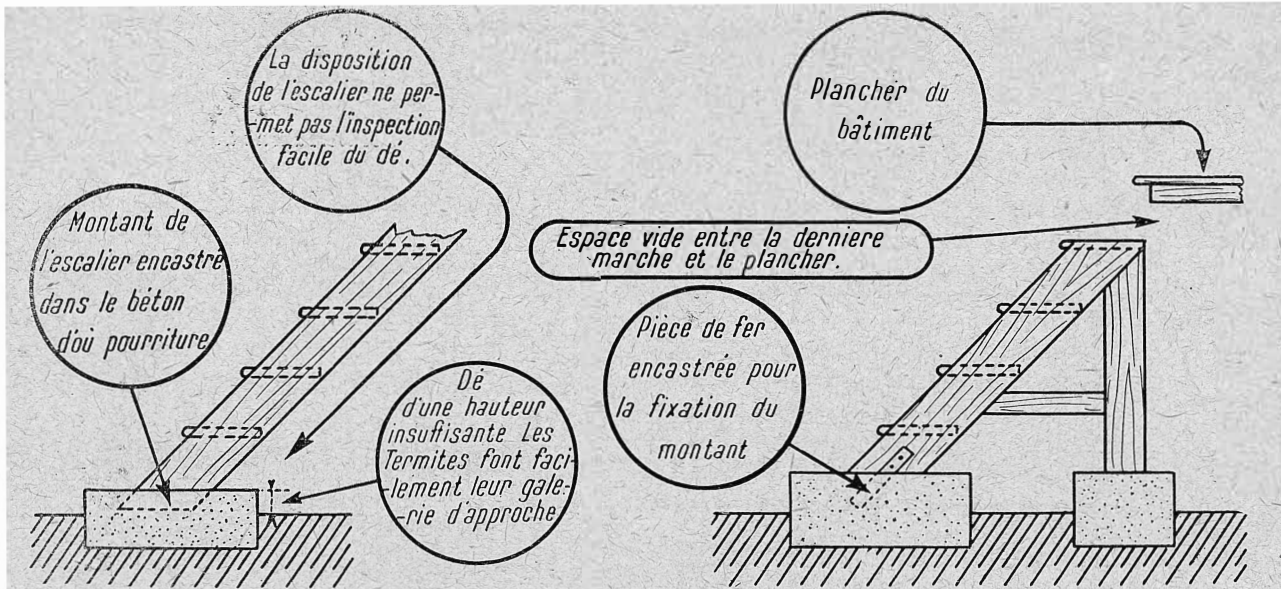 La disposition
de l'escalier ne per-
-met pas l'inspection
facile du dé.
Montant de
l'escalier encastré
dans le béton
d'où pourriture
Dé
d'une hauteur
insuffisante Les
Termites font faci-
-lement leur gale-
-rie d'approche
Plancher du
bâtiment
Espace vide entre la derniere
marche et le plancher.
Pièce de fer
encastrée pour
la fixation du
montant